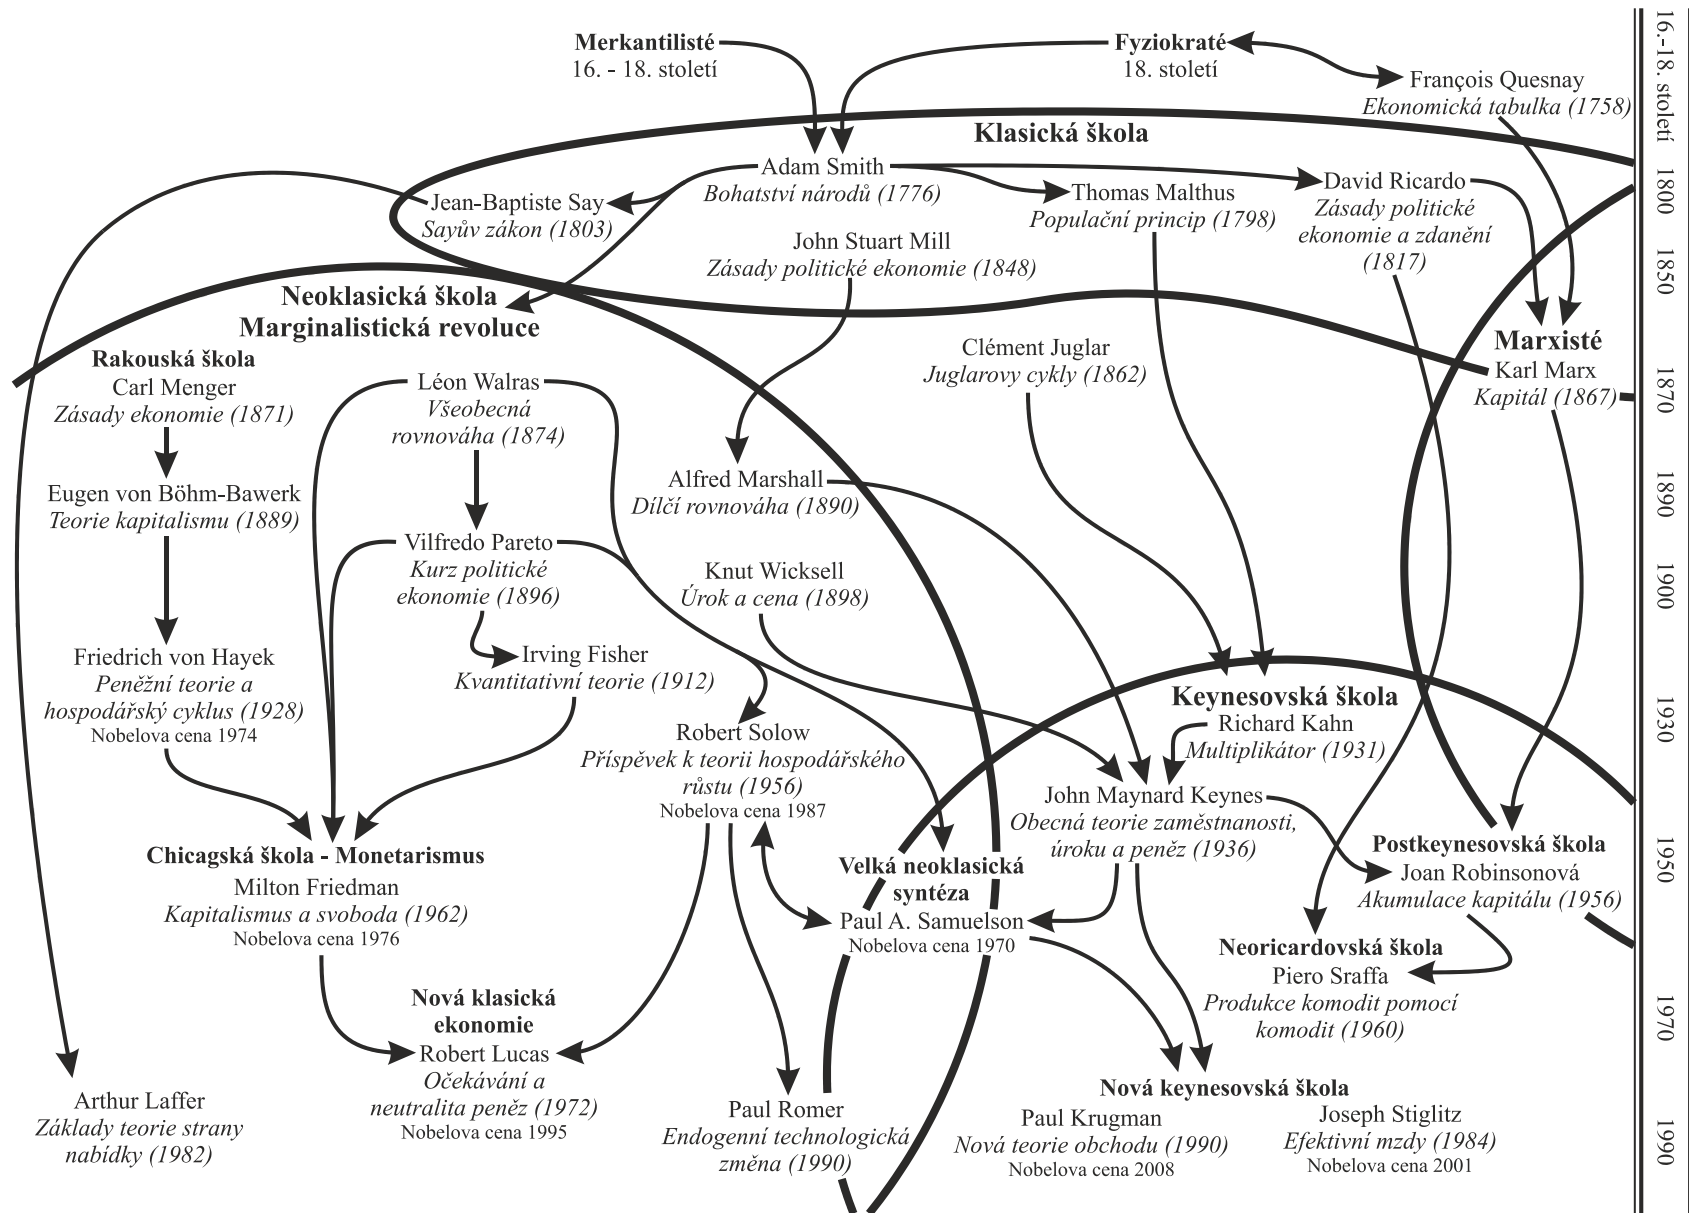 Merkantilisté
16. - 18. století
Fyziokraté
18. století
François Quesnay
Ekonomická tabulka (1758)
Klasická škola
Adam Smith
Bohatství národů (1776)
Jean-Baptiste Say
Sayův zákon (1803)
Thomas Malthus
Populační princip (1798)
David Ricardo
Zásady politické
ekonomie a zdanění
(1817)
John Stuart Mill
Zásady politické ekonomie (1848)
Neoklasická škola
Marginalistická revoluce
Rakouská škola
Carl Menger
Zásady ekonomie (1871)
Léon Walras
Všeobecná
rovnováha (1874)
Clément Juglar
Juglarovy cykly (1862)
Marxisté
Karl Marx
Kapitál (1867)
Eugen von Böhm-Bawerk
Teorie kapitalismu (1889)
Alfred Marshall
Dílčí rovnováha (1890)
Vilfredo Pareto
Kurz politické
ekonomie (1896)
Knut Wicksell
Úrok a cena (1898)
Friedrich von Hayek
Peněžní teorie a
hospodářský cyklus (1928)
Nobelova cena 1974
Irving Fisher
Kvantitativní teorie (1912)
Robert Solow
Příspěvek k teorii hospodářského
růstu (1956)
Nobelova cena 1987
Keynesovská škola
Richard Kahn
Multiplikátor (1931)
John Maynard Keynes
Obecná teorie zaměstnanosti,
úroku a peněz (1936)
Chicagská škola - Monetarismus
Milton Friedman
Kapitalismus a svoboda (1962)
Nobelova cena 1976
Velká neoklasická
syntéza
Paul A. Samuelson
Nobelova cena 1970
Postkeynesovská škola
Joan Robinsonová
Akumulace kapitálu (1956)
Neoricardovská škola
Piero Sraffa
Produkce komodit pomocí
komodit (1960)
Nová klasická
ekonomie
Robert Lucas
Očekávání a
neutralita peněz (1972)
Nobelova cena 1995
Arthur Laffer
Základy teorie strany
nabídky (1982)
Paul Romer
Endogenní technologická
změna (1990)
Nová keynesovská škola
Paul Krugman
Nová teorie obchodu (1990)
Nobelova cena 2008
Joseph Stiglitz
Efektivní mzdy (1984)
Nobelova cena 2001
16.-18. století
1800
1850
1870
1890
1900
1930
1950
1970
1990